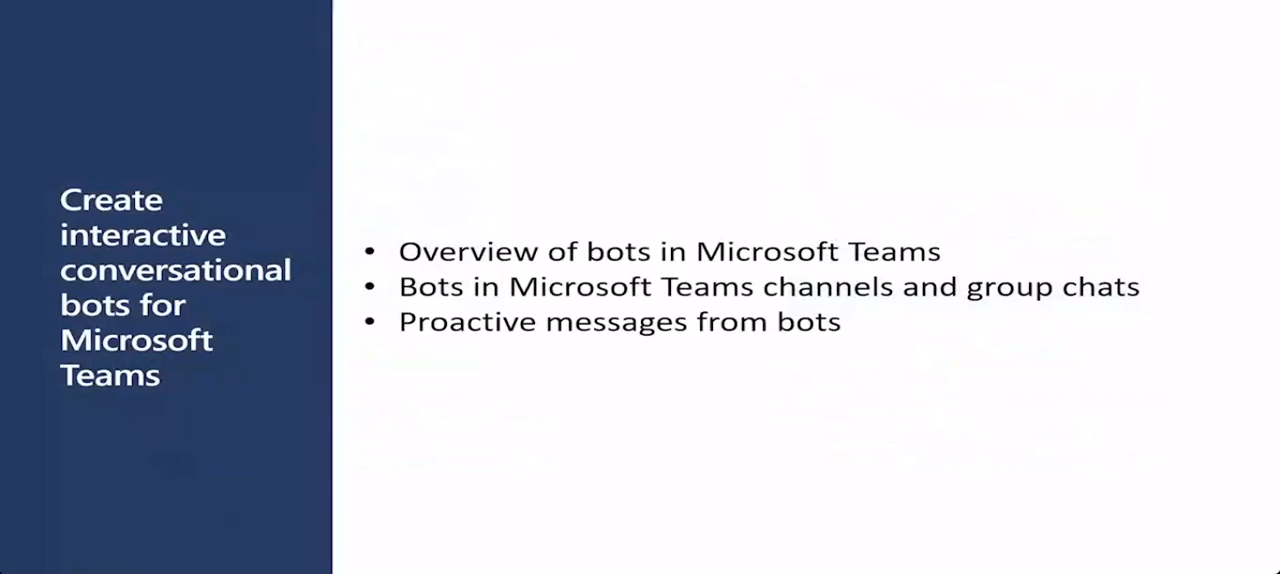 Create
interactive
conversational
bots for
Microsoft
Teams
• Overview of bots in Microsoft Teams
• Bots in Microsoft Teams channels and group chats
• Proactive messages from bots